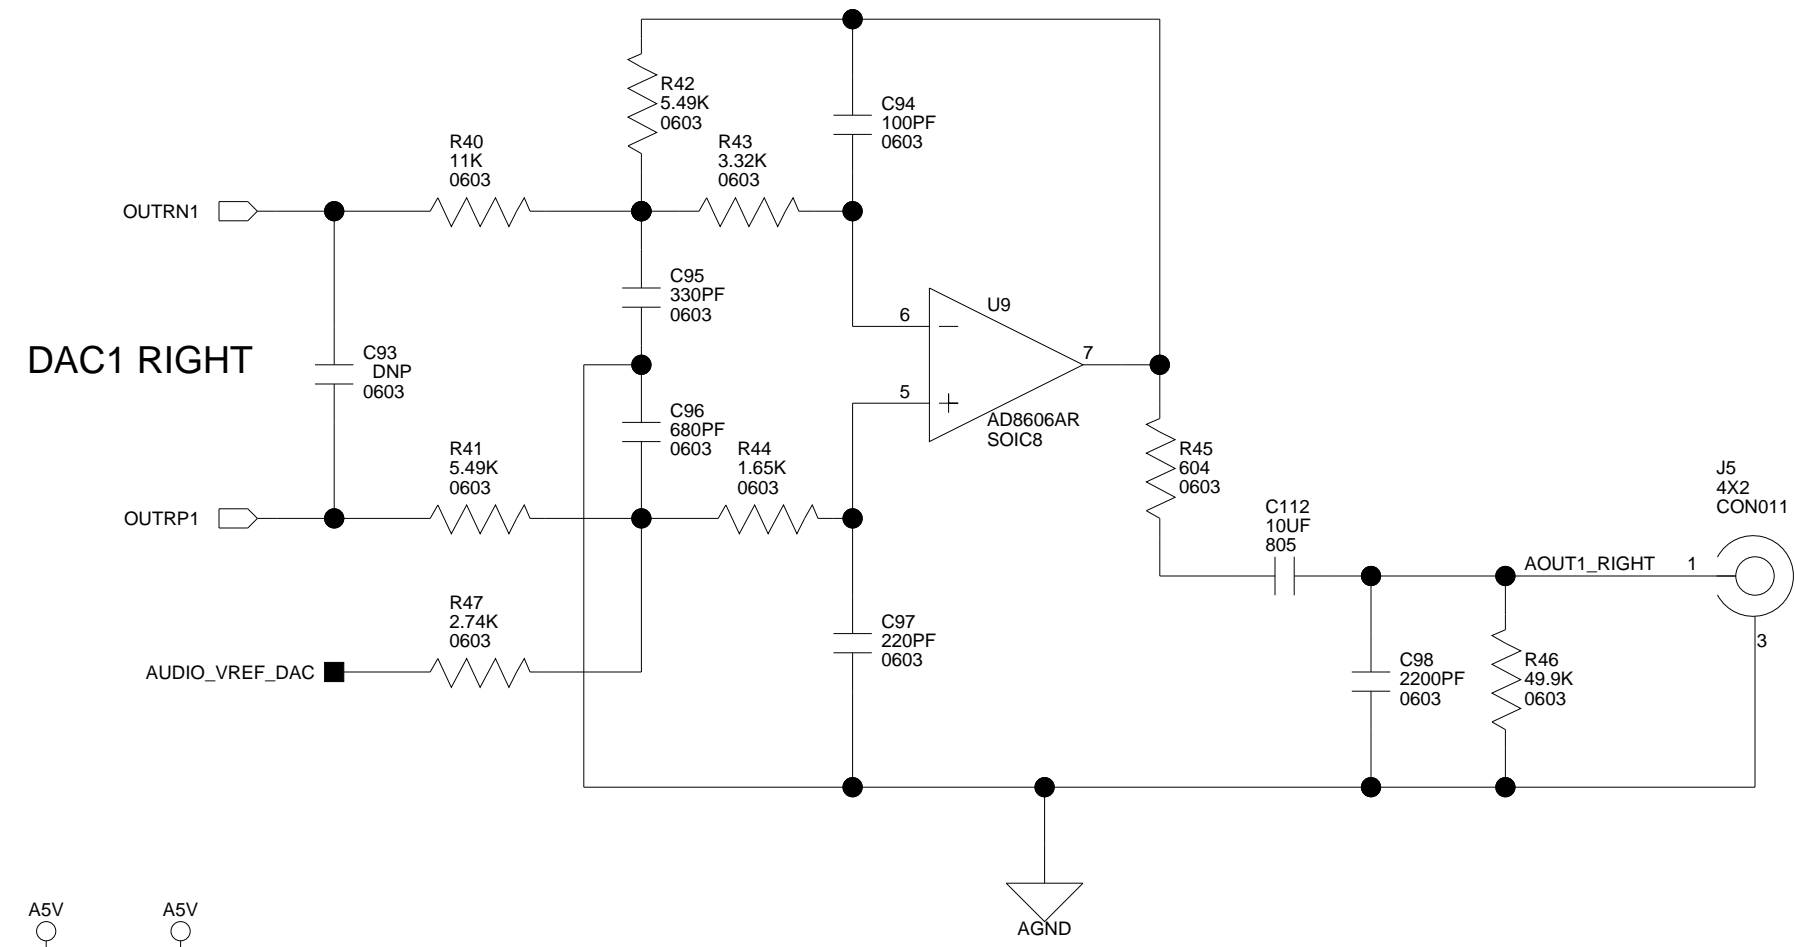 R42
5.49K
0603
C94
100PF
0603
R40
11K
0603
R43
3.32K
0603
OUTRN1
C95
330PF
0603
U9
6
7
5
AD8606AR
SOIC8
DAC1 RIGHT
C93
DNP
0603
C96
680PF
0603
R41
5.49K
0603
R44
1.65K
0603
OUTRP1
R45
604
0603
C112
10UF
805
J5
4X2
CON011
AOUT1_RIGHT
1
3
R47
2.74K
0603
AUDIO_VREF_DAC
C97
220PF
0603
C98
2200PF
0603
R46
49.9K
0603
A5V
A5V
AGND